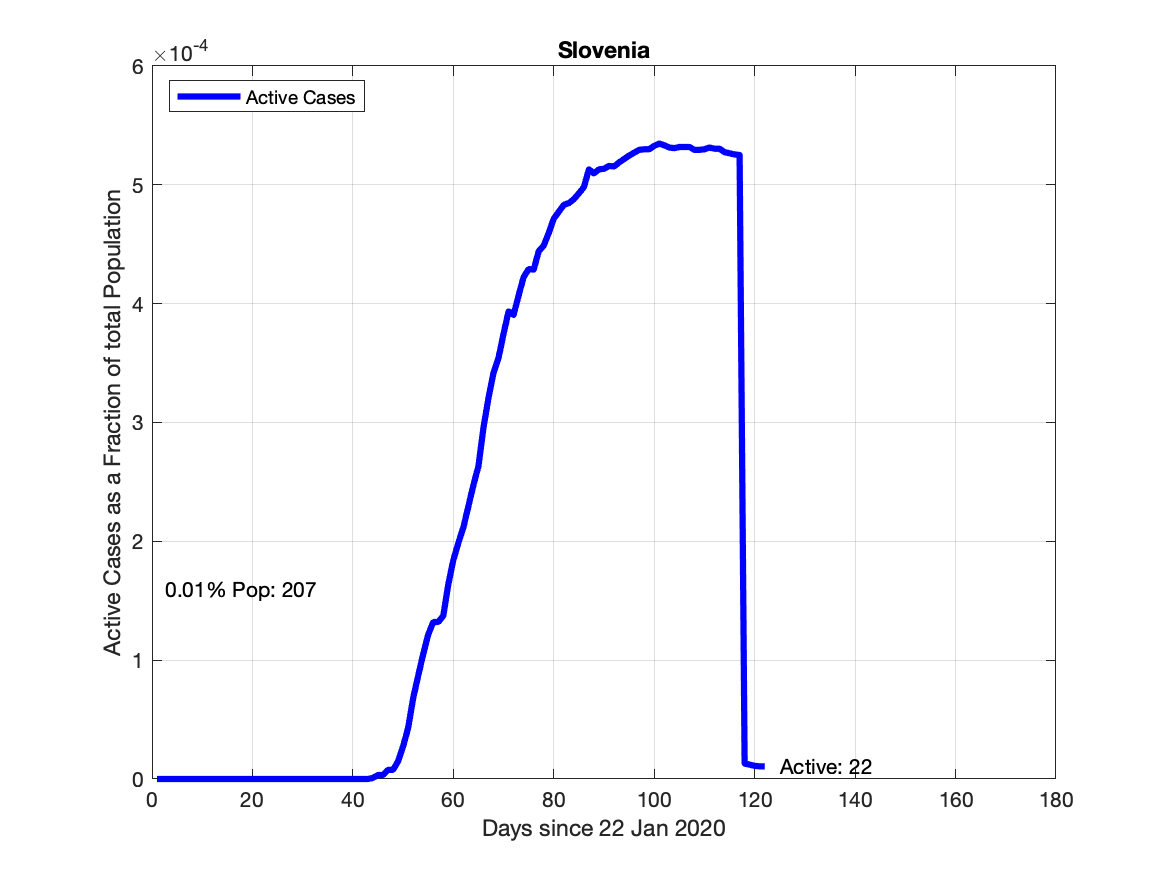 Slovenia
×10-4
6
5
4
3
2
1
0
Active Cases
Active Cases as a Fraction of total Population
0.01% Pop: 207
Active: 22
0 20 40 60 80 100 120 140 160 180
Days since 22 Jan 2020